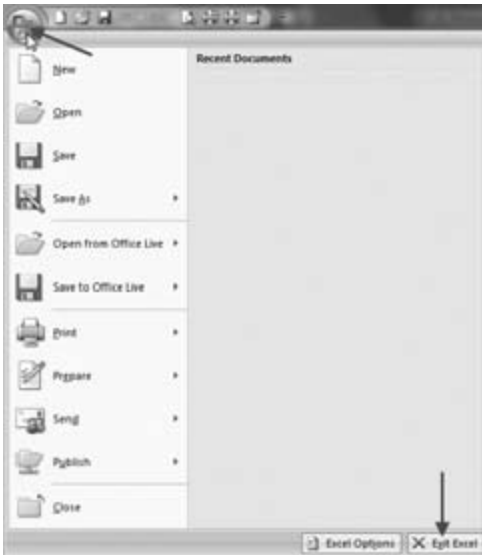 Recent Documents
New
Open
Save
Save As
Open from Office Live
Save to Office Live
Print
Prepare
Send
Publish
Close
Excel Options
Exit Excel